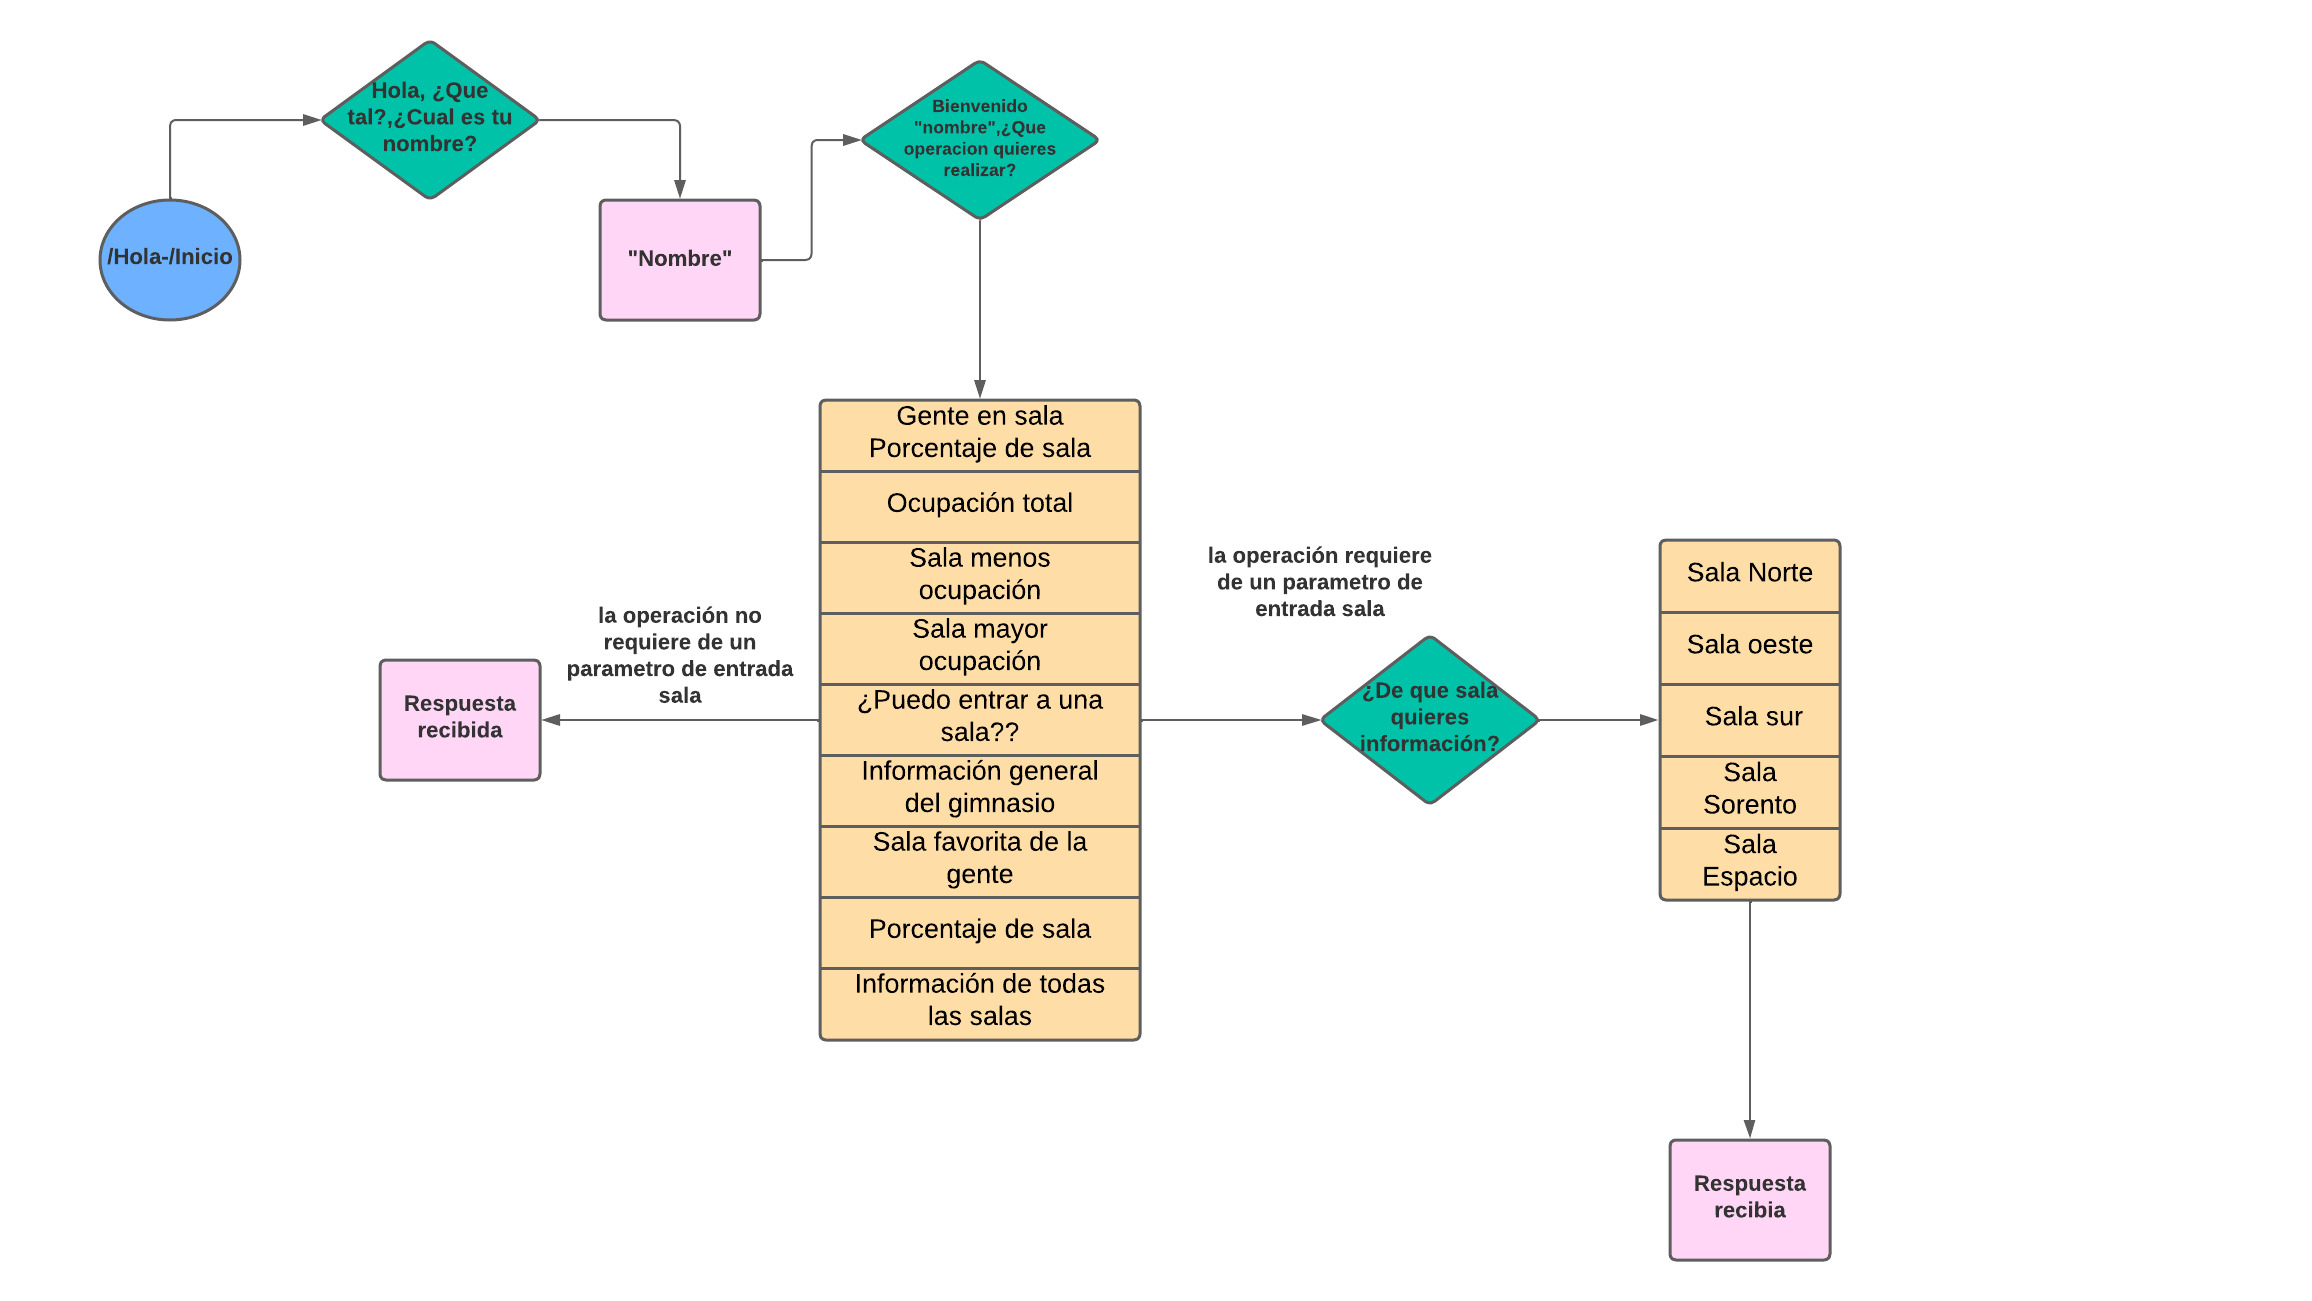 Hola, ¿Que
tal?,¿Cual es tu
nombre?
Bienvenido
"nombre",¿Que
operacion quieres
realizar?
/Hola-/Inicio
"Nombre"
Gente en sala
Porcentaje de sala
Ocupación total
Sala menos
ocupación
Sala mayor
ocupación
¿Puedo entrar a una
sala??
Información general
del gimnasio
Sala favorita de la
gente
Porcentaje de sala
Información de todas
las salas
la operación no
requiere de un
parametro de entrada
sala
Respuesta
recibida
la operación requiere
de un parametro de
entrada sala
¿De que sala
quieres
información?
Sala Norte
Sala oeste
Sala sur
Sala
Sorento
Sala
Espacio
Respuesta
recibia